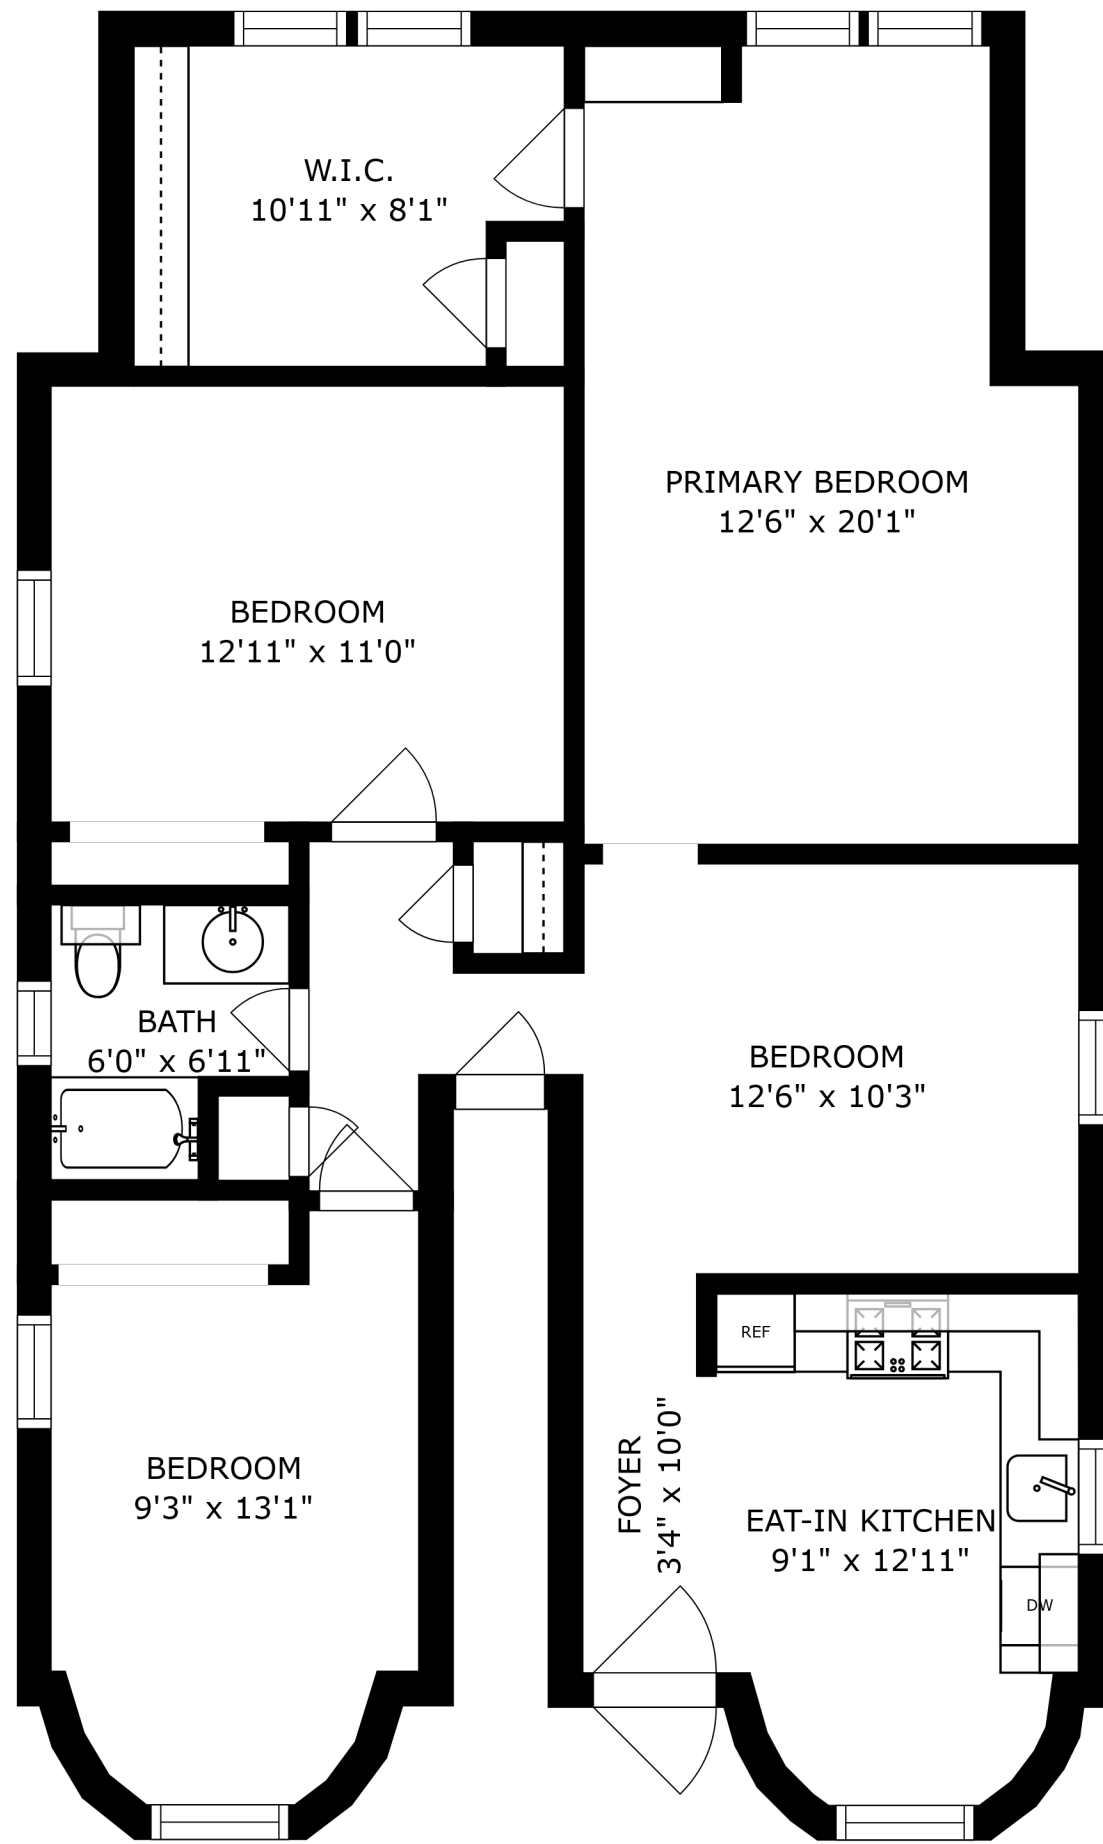 W.I.C.
10'11" x 8'1"
PRIMARY BEDROOM
12'6" x 20'1"
BEDROOM
12'11" x 11'0"
BATH
6'0" x 6'11"
BEDROOM
12'6" x 10'3"
REF
FOYER
3'4" x 10'0"
BEDROOM
9'3" x 13'1"
EAT-IN KITCHEN
9'1" x 12'11"
DW